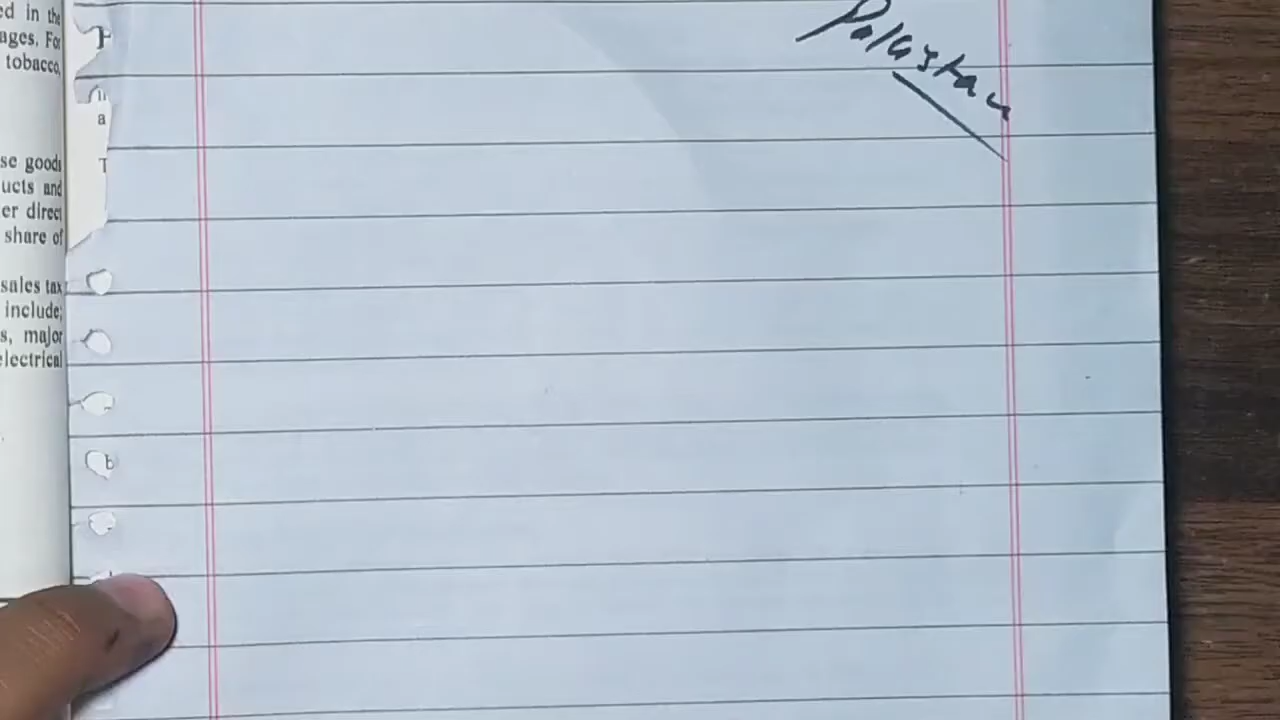 ed in the
ages. For
tobacco,
se goods
ucts and
er direct
share of
sales tax
include;
s, major
electrical
a
T
b
Pakistan